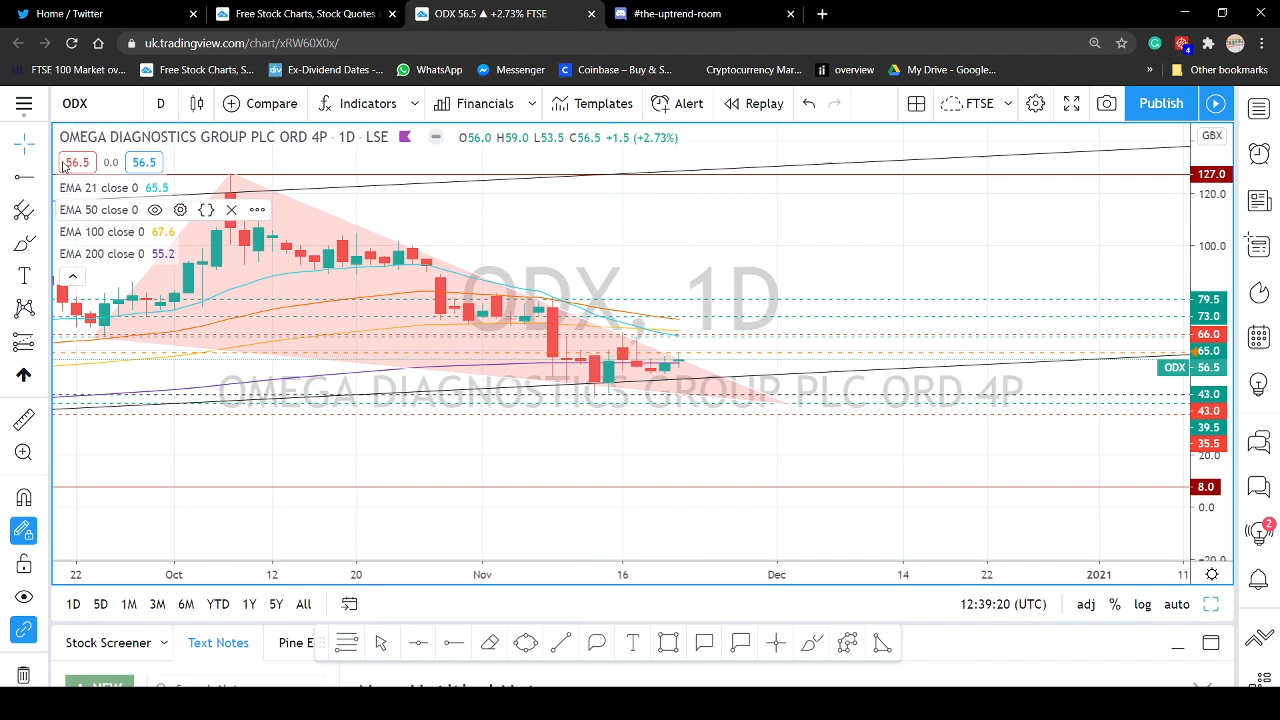 Home / Twitter
Free Stock Charts, Stock Quotes
ODX 56.5 ▲ +2.73% FTSE
#the-uptrend-room
uk.tradingview.com/chart/xRW60X0x/
4
FTSE 100 Market ov...
Free Stock Charts, S...
Ex-Dividend Dates -...
WhatsApp
Messenger
Coinbase – Buy & S...
Cryptocurrency Mar...
overview
My Drive - Google...
»
Other bookmarks
ODX
D
Compare
Indicators
Financials
Templates
Alert
Replay
FTSE
Publish
OMEGA DIAGNOSTICS GROUP PLC ORD 4P · 1D · LSE
O56.0 H59.0 L53.5 C56.5 +1.5 (+2.73%)
GBX
56.5
0.0
56.5
127.0
EMA 21 close 0 65.5
120.0
EMA 50 close 0
EMA 100 close 0 67.6
100.0
EMA 200 close 0 55.2
ODX, 1D
79.5
73.0
66.0
65.0
ODX
56.5
OMEGA DIAGNOSTICS GROUP PLC ORD 4P
43.0
43.0
39.5
35.5
20.0
8.0
0.0
-20.0
22
Oct
12
20
Nov
16
Dec
14
22
2021
11
1D
5D
1M
3M
6M
YTD
1Y
5Y
All
12:39:20 (UTC)
adj
%
log
auto
2
Stock Screener
Text Notes
Pine E
NEW